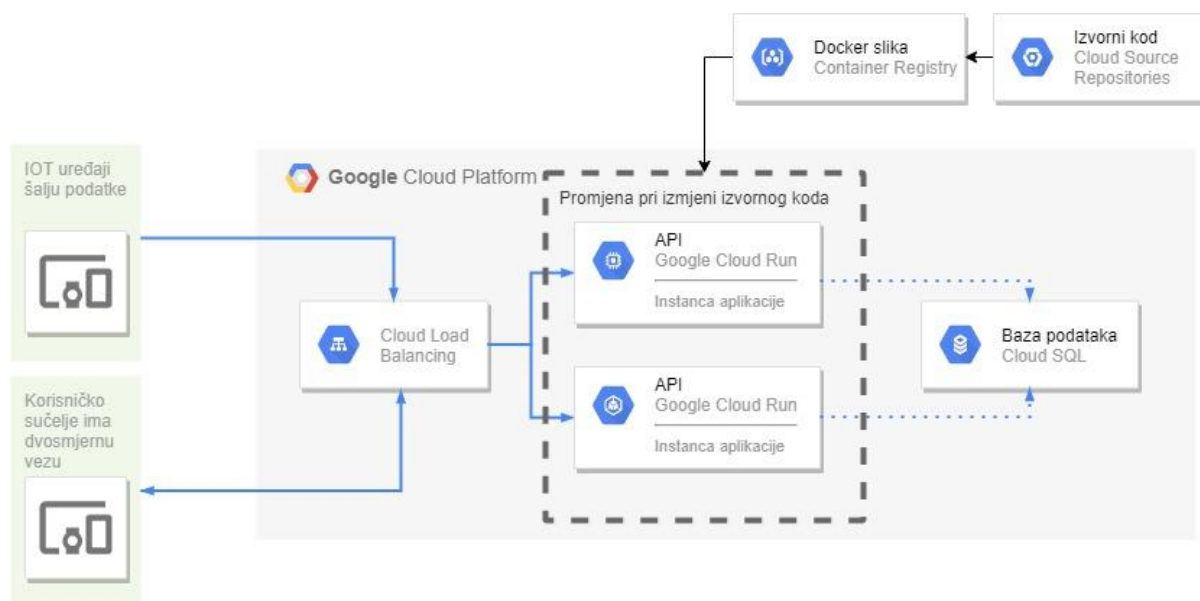 Docker slika
Container Registry
Izvorni kod
Cloud Source
Repositories
IOT uređaji
šalju podatke
Google Cloud Platform
Promjena pri izmjeni izvornog koda
API
Google Cloud Run
Instanca aplikacije
Cloud Load
Balancing
Baza podataka
Cloud SQL
API
Google Cloud Run
Instanca aplikacije
Korisničko
sučelje ima
dvosmjernu
vezu